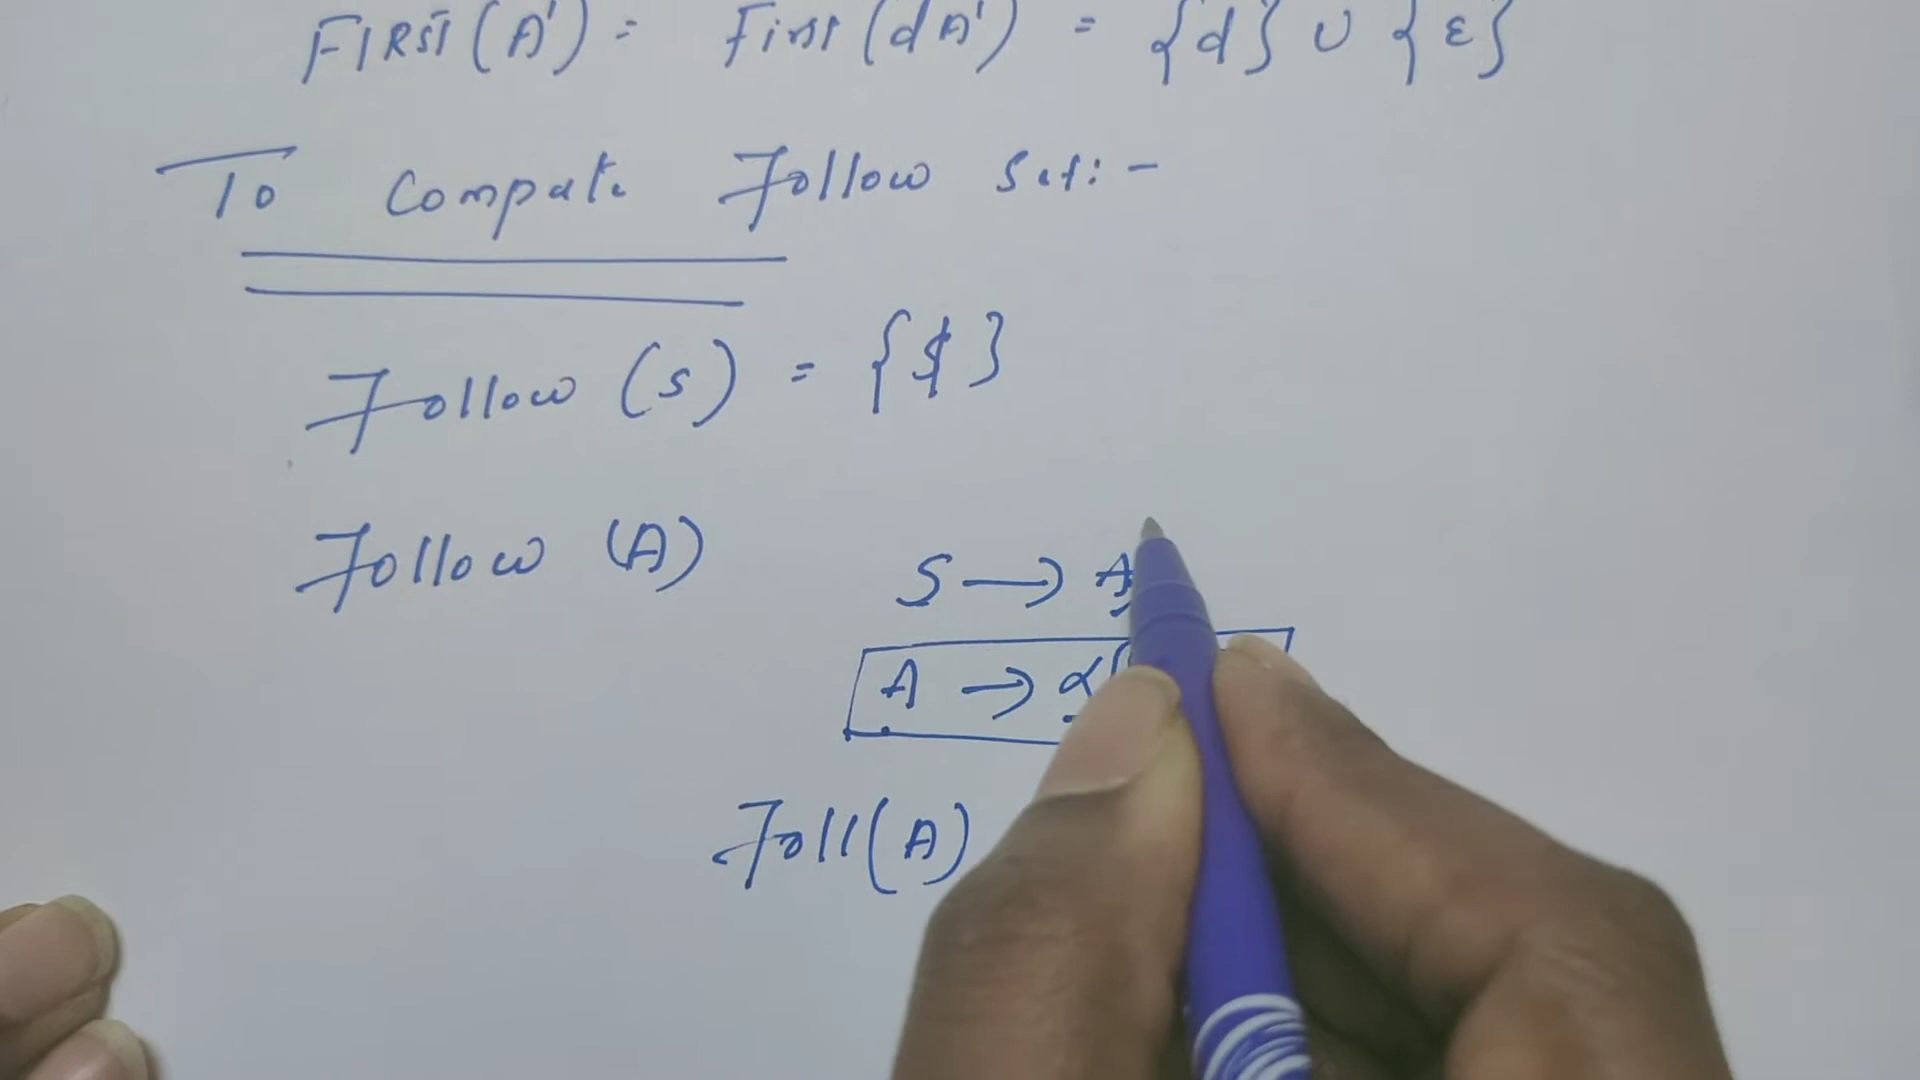 FIRST(A') = First(dA') = {d} ∪ {ε}
To Compute Follow Set:-
Follow (S) = {$}
Follow (A)
S → A
A → α
Foll(A)